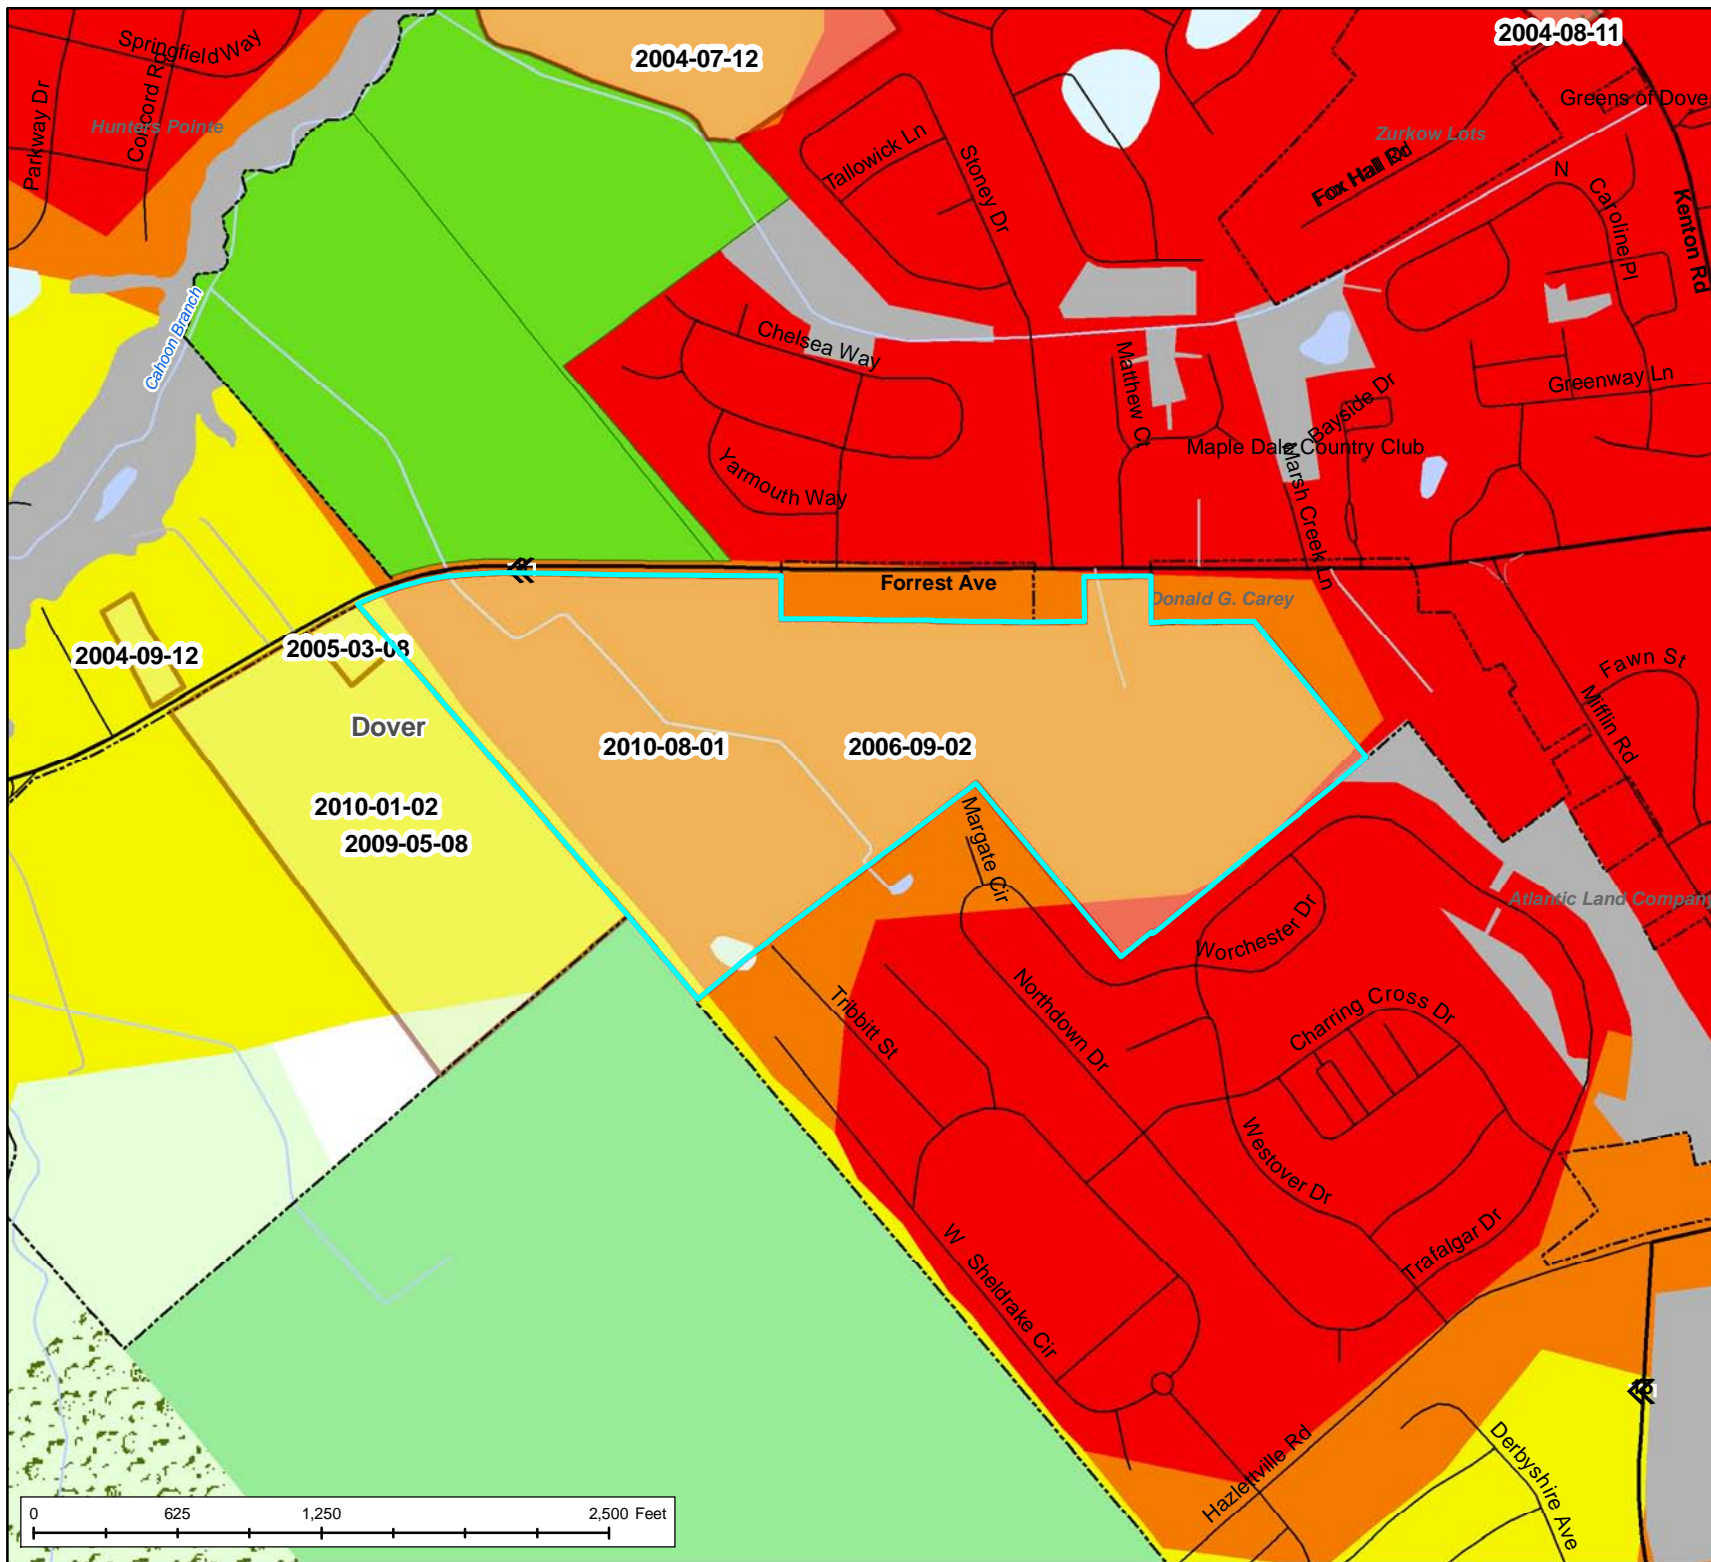 2004-08-11
Springfield Way
2004-07-12
Concord Rd
Parkway Dr
Greens of Dover
Hunters Pointe
Zurkow Lots
Tallowick Ln
Stoney Dr
Fox Hall Rd
N
Caroline Pl
Kenton Rd
Cahoon Branch
Chelsea Way
Matthew Ct
Greenway Ln
Bayside Dr
Maple Dale Country Club
Yarmouth Way
Marsh Creek Ln
Forrest Ave
Donald G. Carey
2004-09-12
2005-03-08
Fawn St
Mifflin Rd
Dover
2010-08-01
2006-09-02
2010-01-02
2009-05-08
Margate Cir
Atlantic Land Company
Worchester Dr
Tribbitt St
Northdown Dr
Charring Cross Dr
Westover Dr
Trafalgar Dr
W Sheldrake Cir
Hazlettville Rd
Derbyshire Ave
0 625 1,250 2,500 Feet